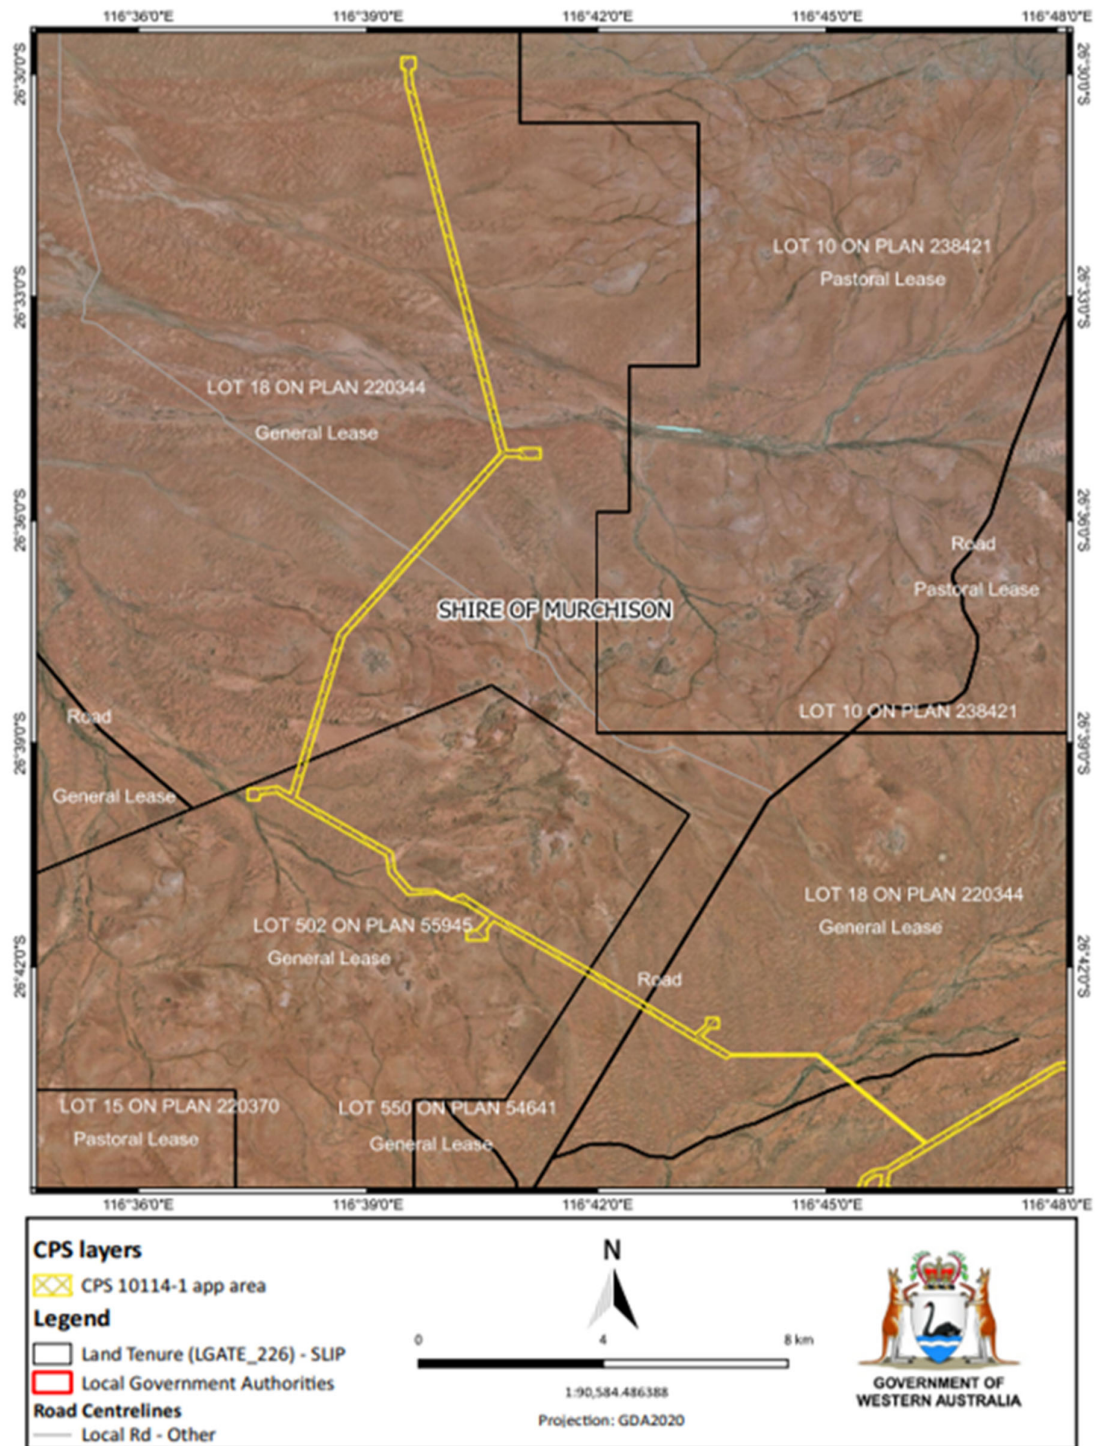 116°36'0"E 116°39'0"E 116°42'0"E 116°45'0"E 116°48'0"E
26°30'0"S 26°30'0"S
LOT 10 ON PLAN 238421
Pastoral Lease
26°33'0"S 26°33'0"S
LOT 18 ON PLAN 220344
General Lease
26°36'0"S 26°36'0"S
Road
Pastoral Lease
SHIRE OF MURCHISON
LOT 10 ON PLAN 238421
Road
26°39'0"S 26°39'0"S
General Lease
LOT 18 ON PLAN 220344
General Lease
LOT 502 ON PLAN 55945
General Lease
26°42'0"S 26°42'0"S
Road
LOT 15 ON PLAN 220370
Pastoral Lease
LOT 550 ON PLAN 54641
General Lease
116°36'0"E 116°39'0"E 116°42'0"E 116°45'0"E 116°48'0"E
CPS layers
CPS 10114-1 app area
Legend
Land Tenure (LGATE_226) - SLIP
Local Government Authorities
Road Centrelines
Local Rd - Other
N
0 4 8 km
1:90,584.486388
Projection: GDA2020
GOVERNMENT OF
WESTERN AUSTRALIA